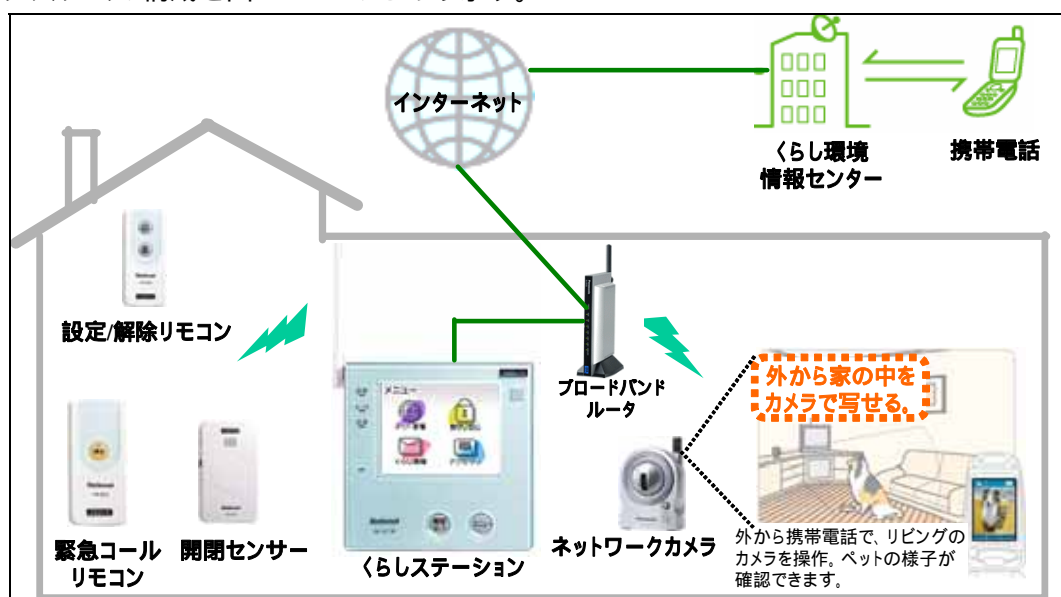 インターネット
くらし環境
情報センター
携帯電話
設定/解除リモコン
ブロードバンド
ルータ
外から家の中を
カメラで写せる。
メニュー
National
National
National
緊急コール
リモコン
開閉センサー
くらしステーション
ネットワークカメラ
外から携帯電話で、リビングの
カメラを操作。ペットの様子が
確認できます。